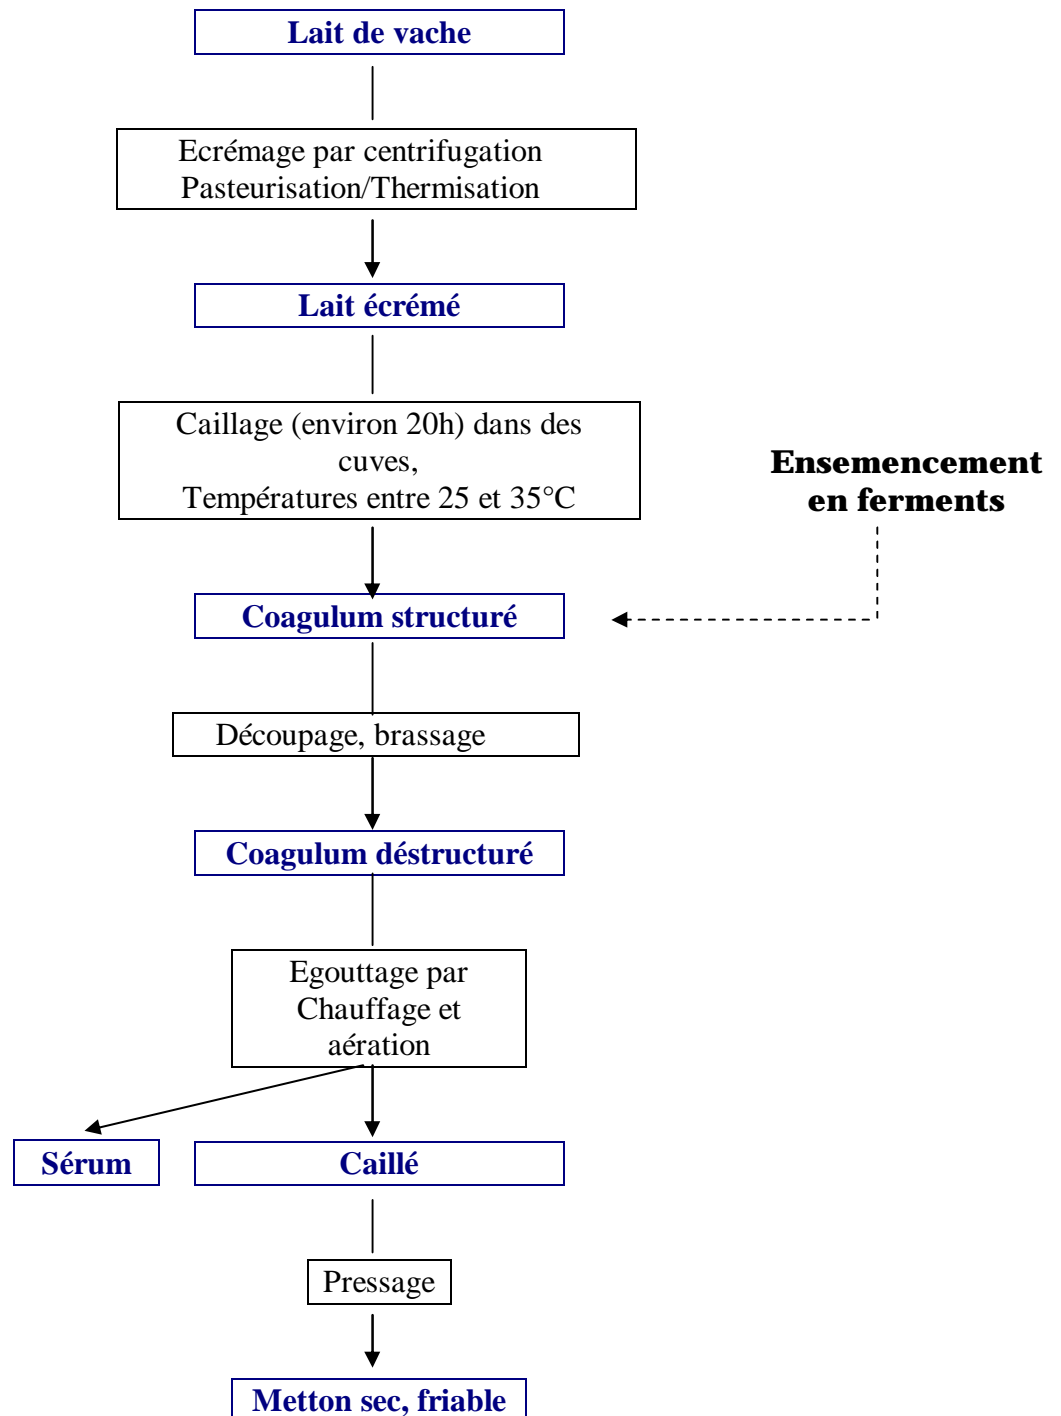 Lait de vache
Ecrémage par centrifugation
Pasteurisation/Thermisation
Lait écrémé
Caillage (environ 20h) dans des
cuves,
Températures entre 25 et 35°C
Ensemencement
en ferments
Coagulum structuré
Découpage, brassage
Coagulum déstructuré
Egouttage par
Chauffage et
aération
Sérum
Caillé
Pressage
Metton sec, friable